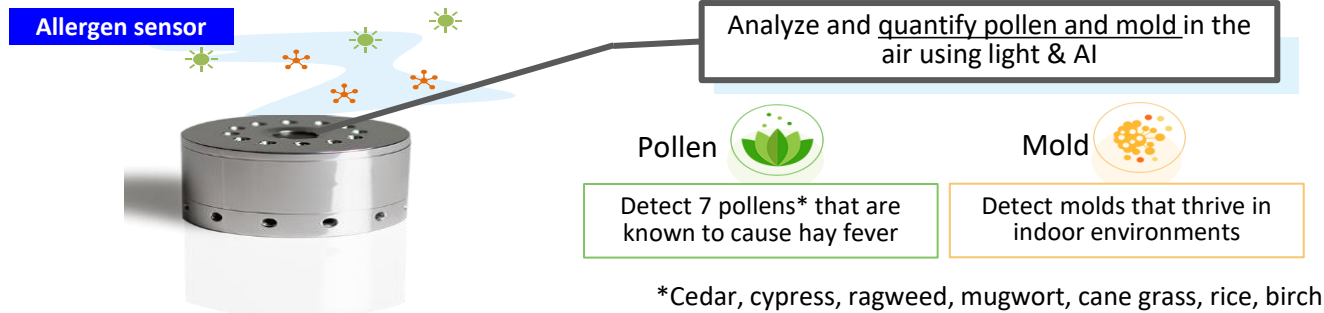 Allergen sensor
Analyze and quantify pollen and mold in the
air using light & AI
Pollen
Mold
Detect 7 pollens* that are
known to cause hay fever
Detect molds that thrive in
indoor environments
*Cedar, cypress, ragweed, mugwort, cane grass, rice, birch